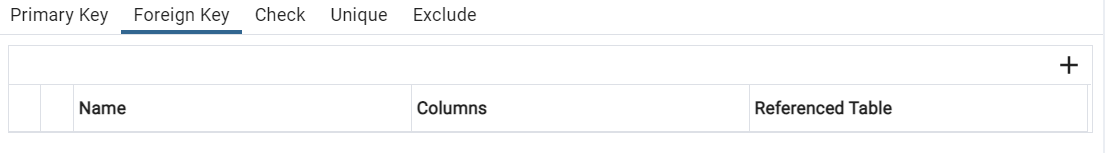 Primary Key Foreign Key Check Unique Exclude
Name Columns Referenced Table